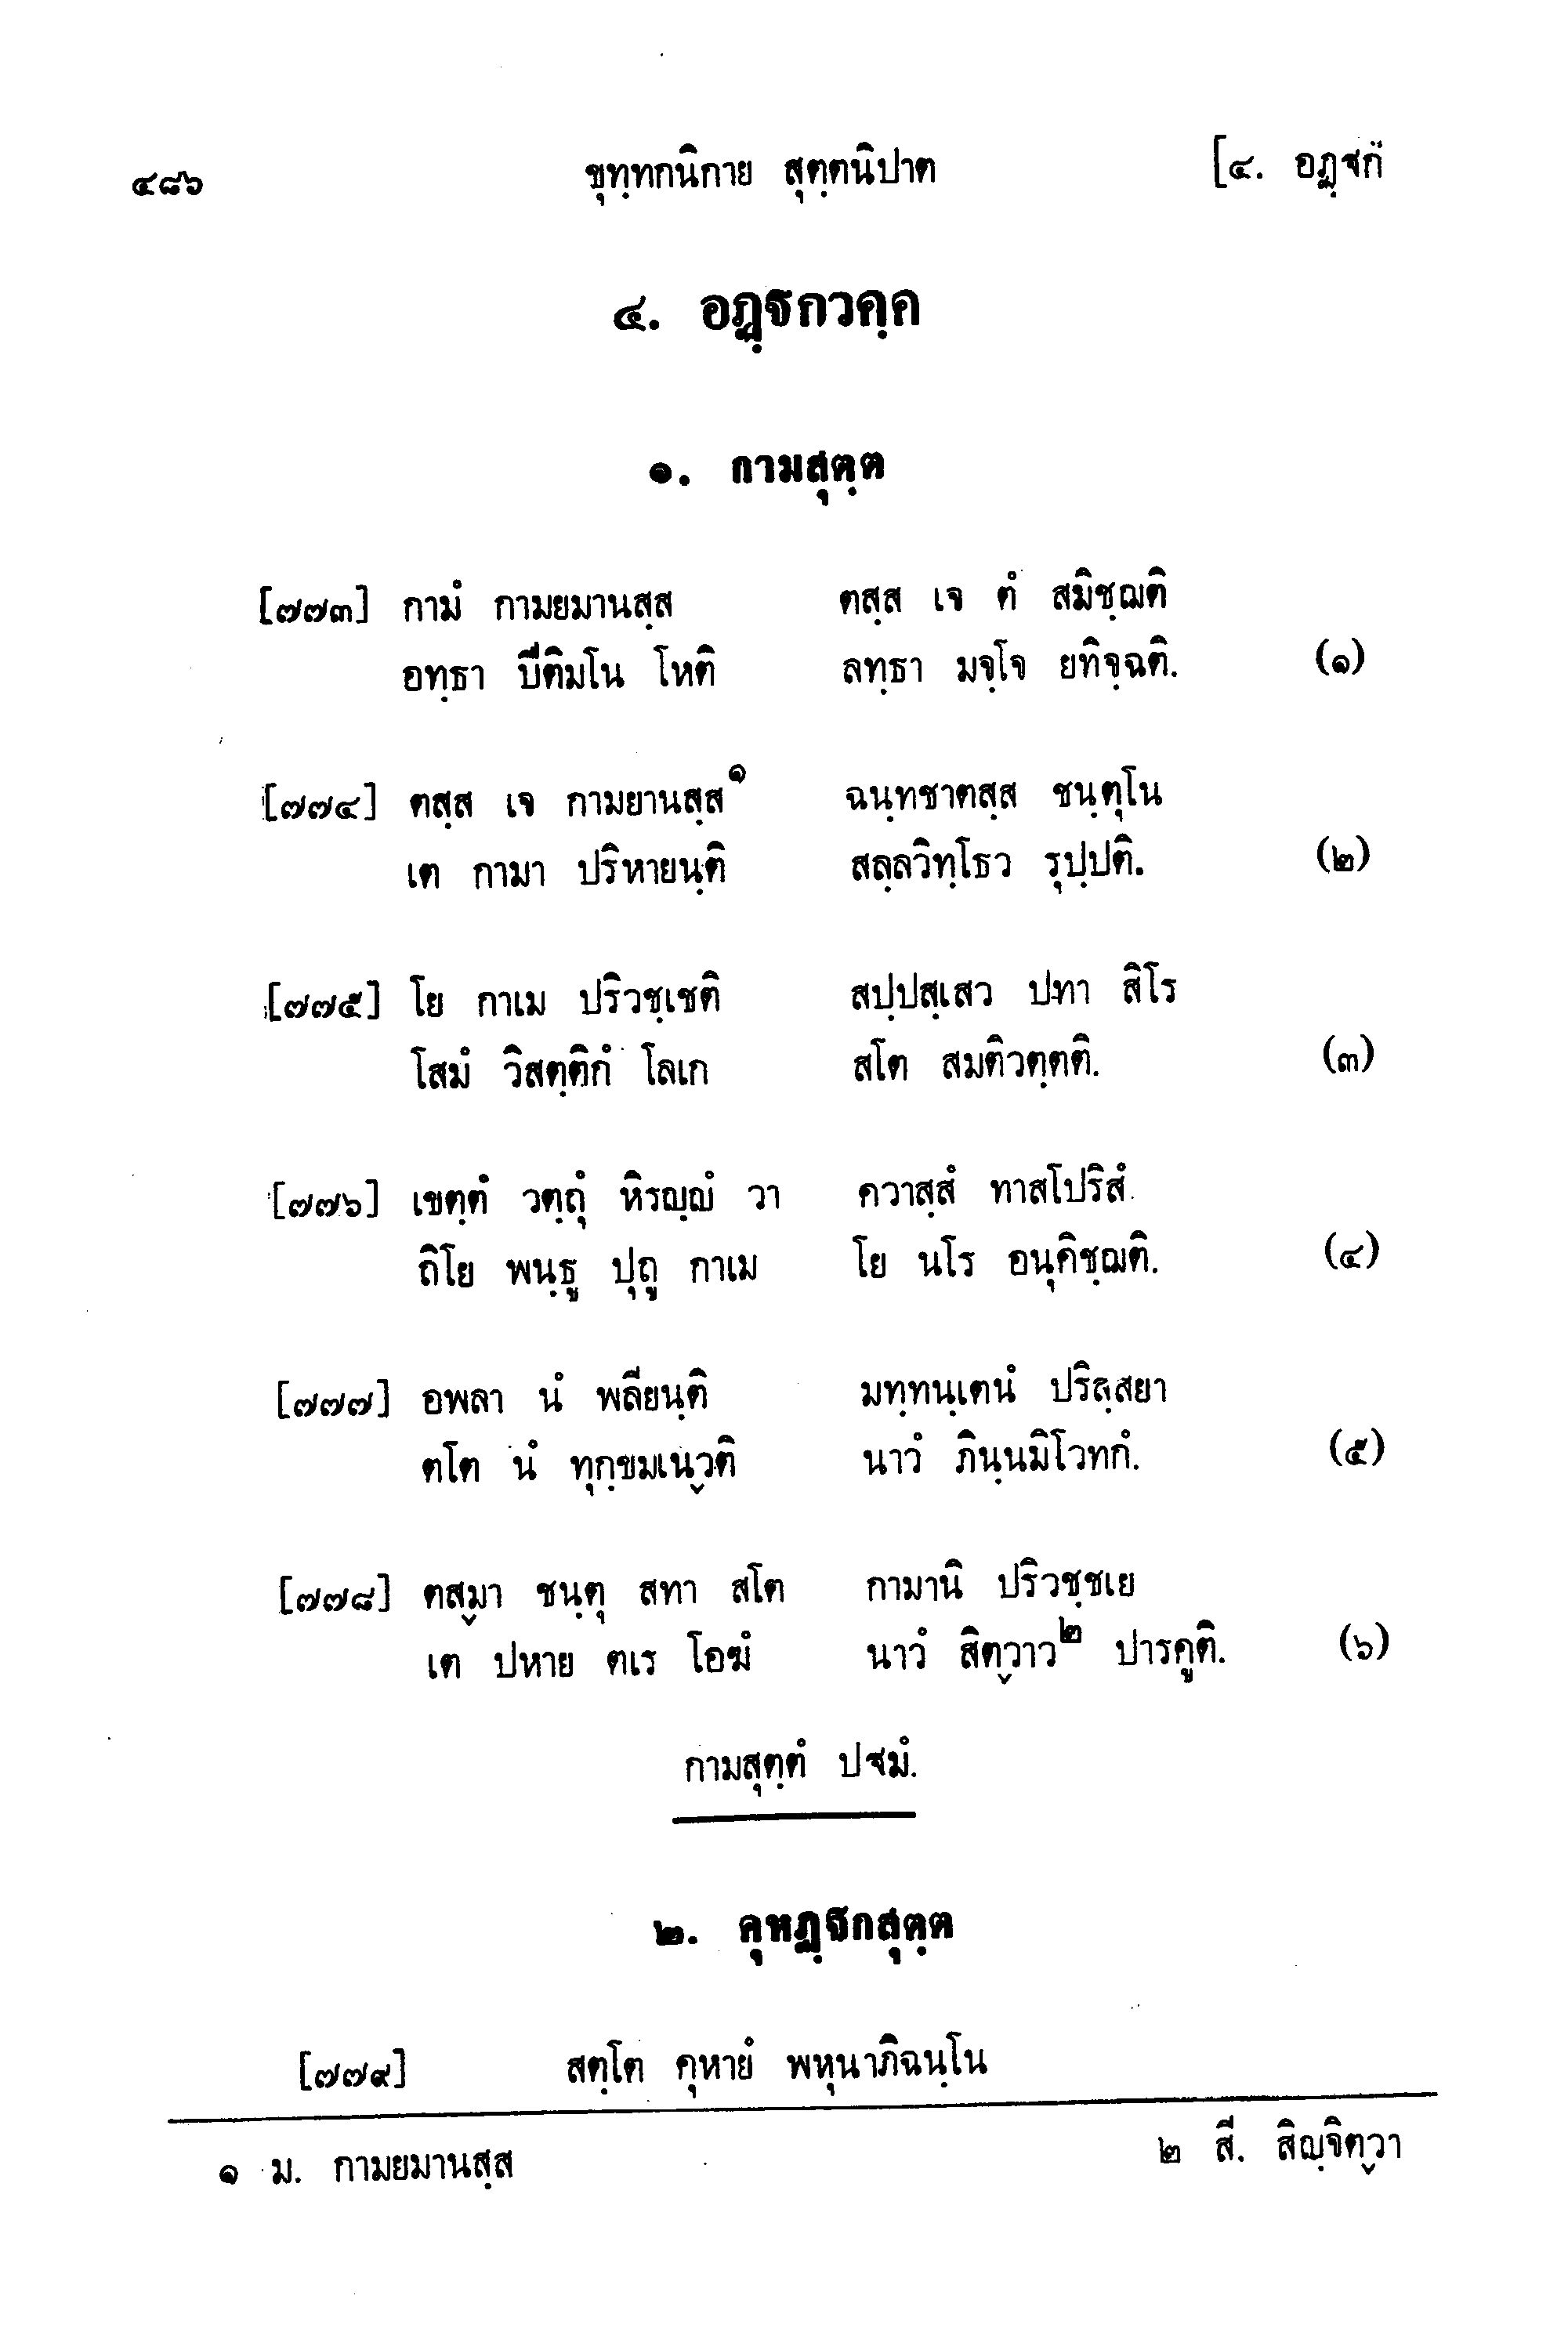 ๔๘๖ ขุทฺทกนิกาย สุตฺตนิปาต [๔. อฏฺฐก
๔. อฏฺฐกวคฺค
๑. กามสุตฺต
[๗๗๓] กามํ กามยมานสฺส ตสฺส เจ ตํ สมิชฺฌติ
อทฺธา ปีติมโน โหติ ลทฺธา มจฺโจ ยทิจฺฉติ. (๑)
[๗๗๔] ตสฺส เจ กามยานสฺส๑ ฉนฺทชาตสฺส ชนฺตุโน
เต กามา ปริหายนฺติ สลฺลวิทฺโธว รุปฺปติ. (๒)
[๗๗๕] โย กาเม ปริวชฺเชติ สปฺปสฺเสว ปทา สิโร
โสมํ วิสตฺติกํ โลเก สโต สมติวตฺตติ. (๓)
[๗๗๖] เขตฺตํ วตฺถุํ หิรญฺญํ วา ควาสฺสํ ทาสโปริสํ
ถิโย พนฺธู ปุถู กาเม โย นโร อนุคิชฺฌติ. (๔)
[๗๗๗] อพลา นํ พลียนฺติ มทฺทนฺเตนํ ปริสฺสยา
ตโต นํ ทุกฺขมเนฺวติ นาวํ ภินฺนมิโวทกํ. (๕)
[๗๗๘] ตสฺมา ชนฺตุ สทา สโต กามานิ ปริวชฺชเย
เต ปหาย ตเร โอฆํ นาวํ สิตฺวาว๒ ปารคูติ. (๖)
กามสุตฺตํ ปฐมํ.
๒. คุหฏฺฐกสุตฺต
[๗๗๙] สตฺโต คุหายํ พหุนาภิฉนฺโน
๑ ม. กามยมานสฺส ๒ สี. สิญฺจิตฺวา